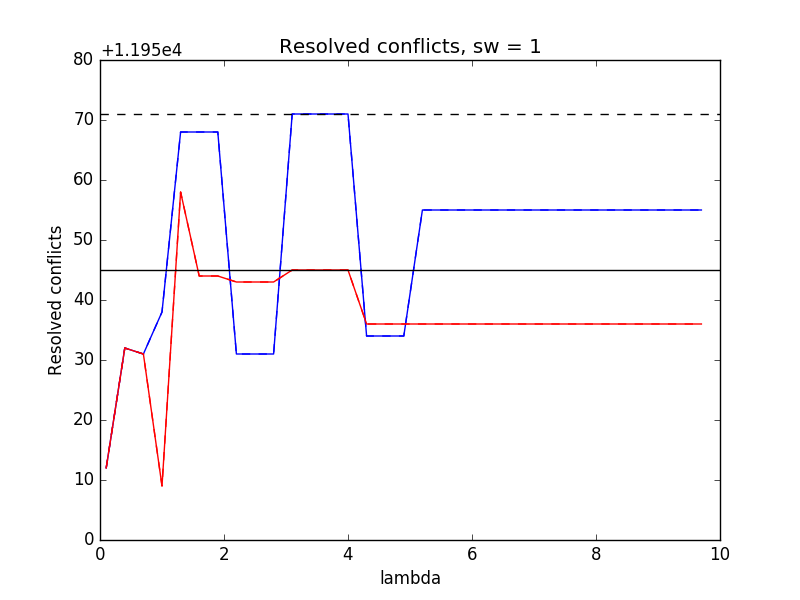 Resolved conflicts, sw = 1
+1.195e4
80
70
60
50
40
30
20
10
0
Resolved conflicts
0 2 4 6 8 10
lambda